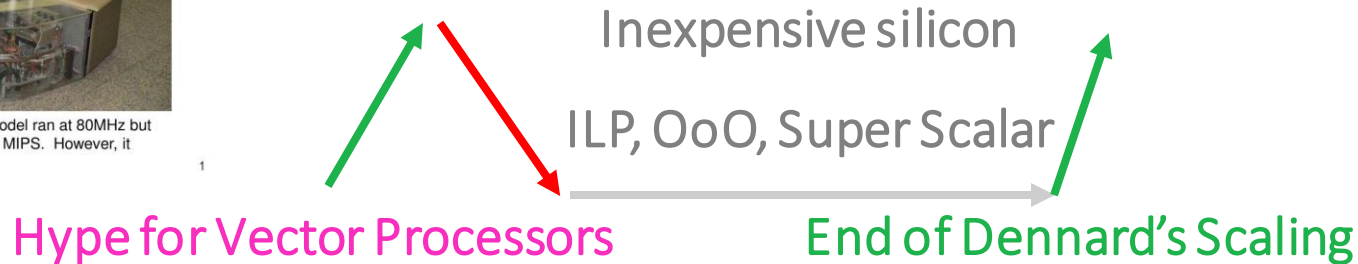 Inexpensive silicon
odel ran at 80MHz but
MIPS. However, it
ILP, OoO, Super Scalar
1
Hype for Vector Processors
End of Dennard's Scaling